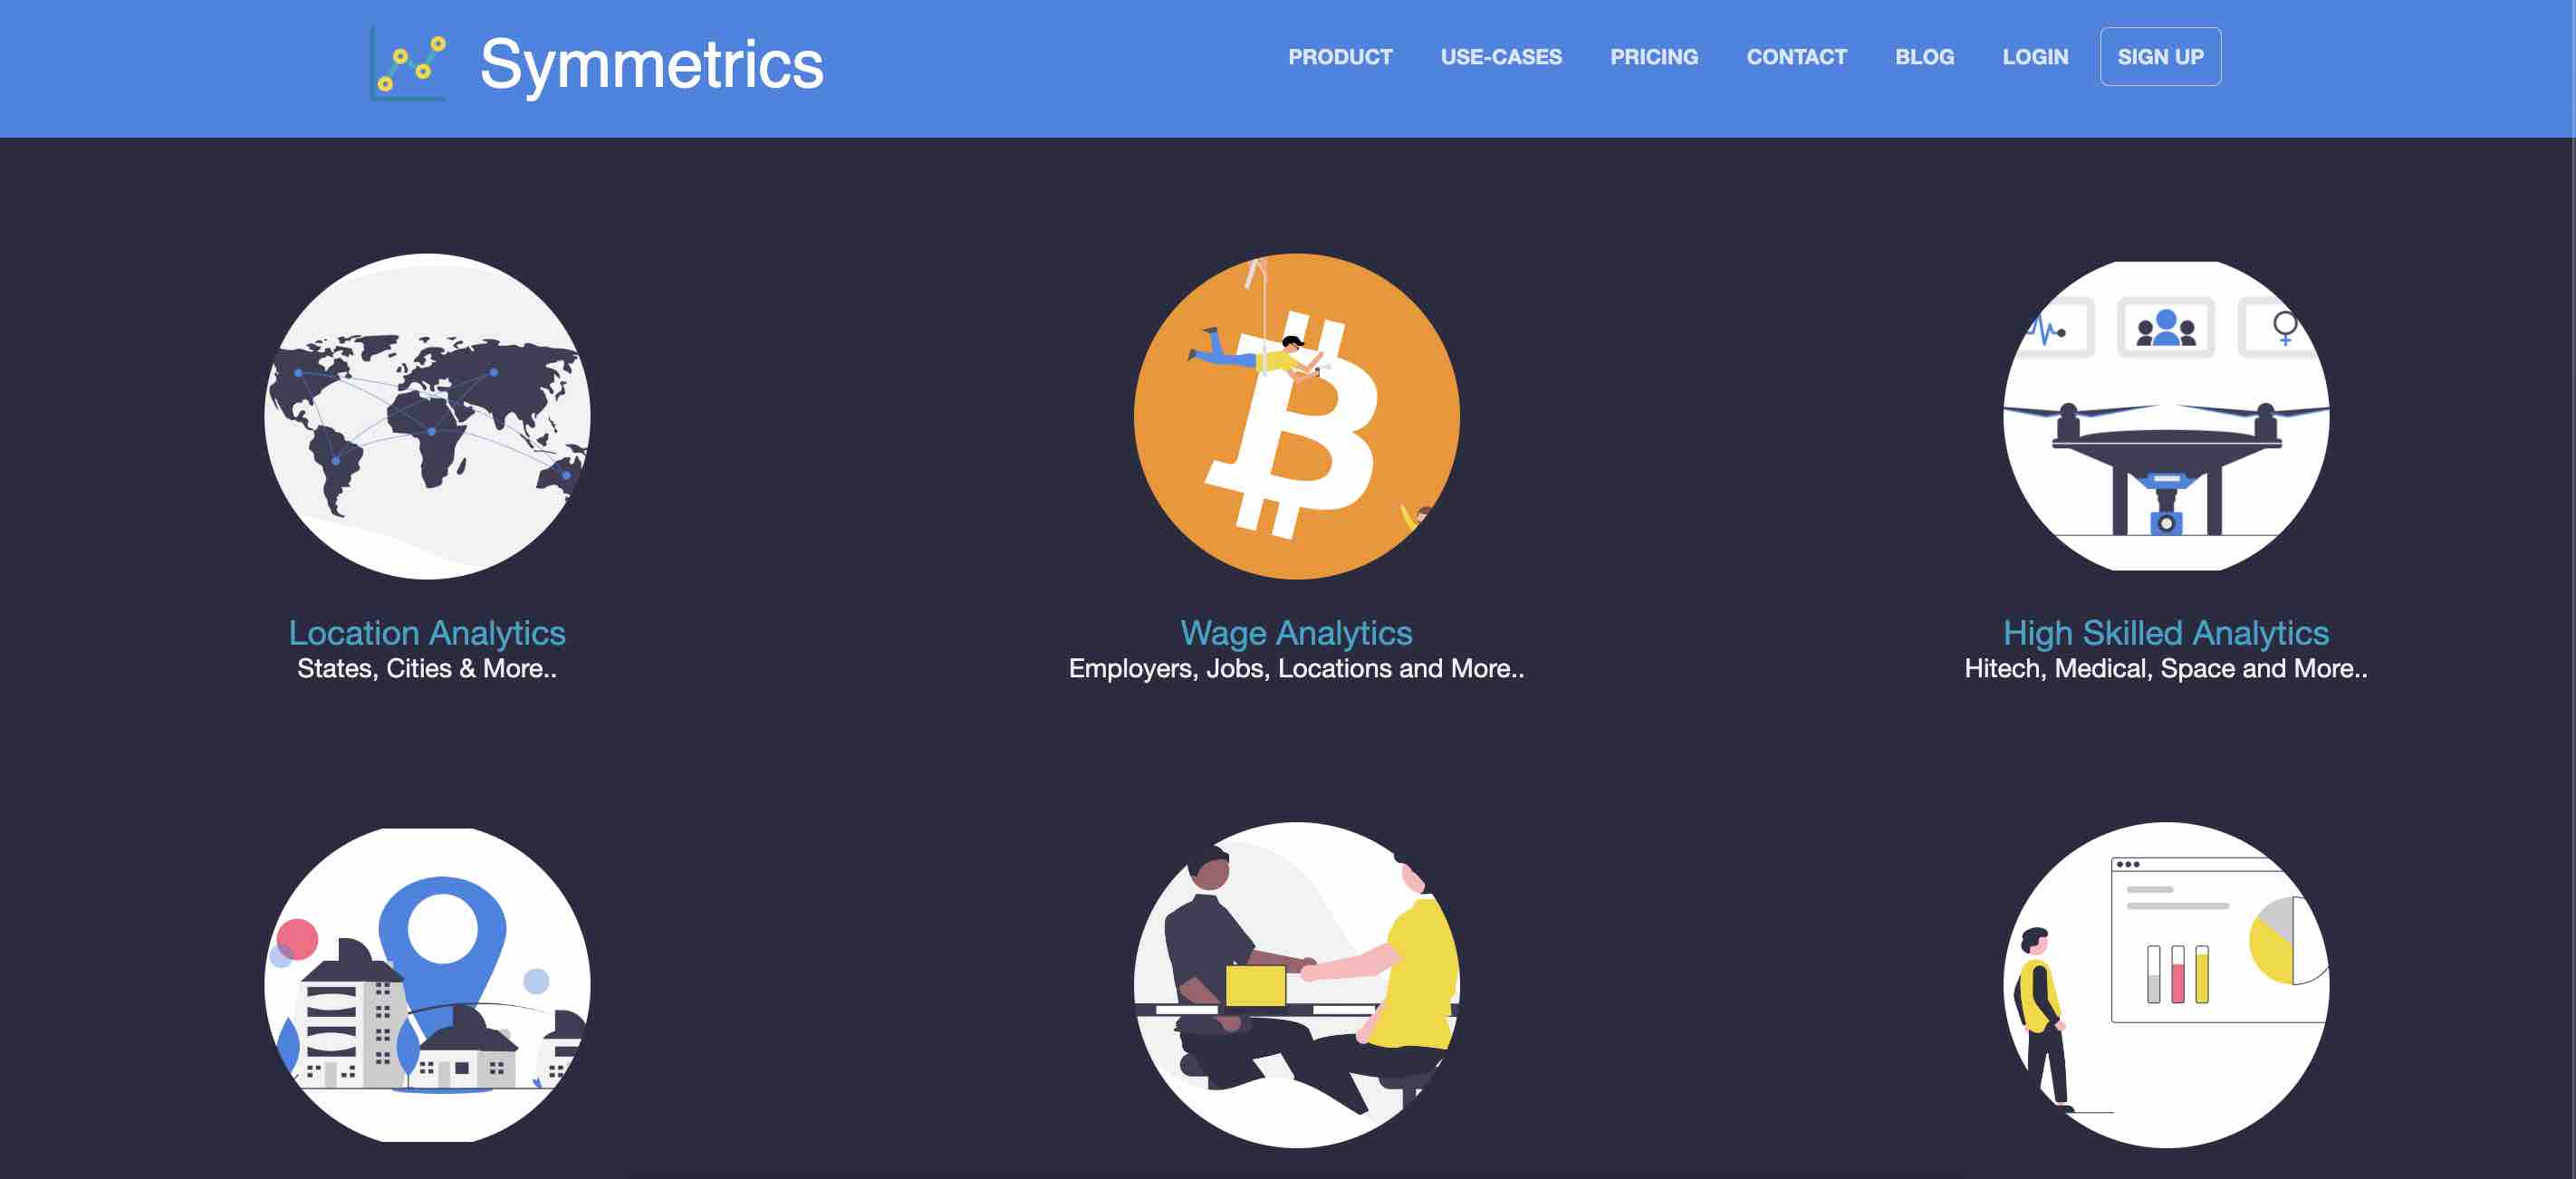 Symmetrics
PRODUCT USE-CASES PRICING CONTACT BLOG LOGIN SIGN UP
Location Analytics
States, Cities & More..
Wage Analytics
Employers, Jobs, Locations and More..
High Skilled Analytics
Hitech, Medical, Space and More..